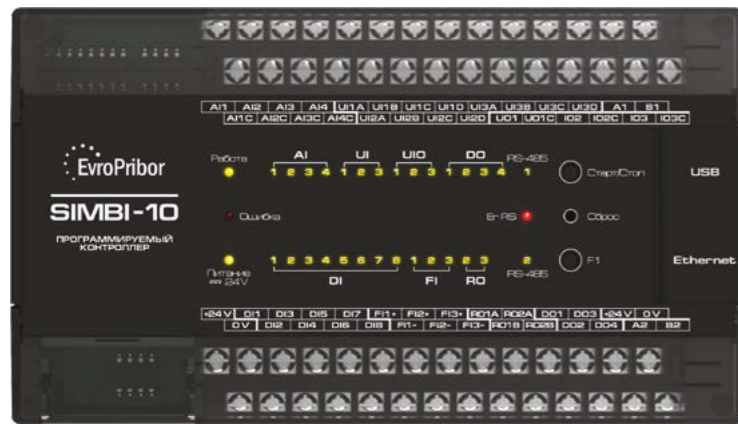 AI1 AI2 AI3 AI4 UI1A UI1B UI1C UI1D UI3A UI3B UI3C UI3D A1 B1
AI1C AI2C AI3C AI4C UI2A UI2B UI2C UI2D UO1 UO1C IO2 IO2C IO3 IO3C
EvroPribor
SIMBI-10
ПРОГРАММИРУЕМЫЙ
КОНТРОЛЛЕР
Работа AI UI UIO DO RS-485
1 2 3 4 1 2 3 1 2 3 1 2 3 4 1 Старт/Стоп USB
Ошибка Er RS Сброс
1 2 3 4 5 6 7 8 1 2 3 2 3 2 F1 Ethernet
Питание DI FI RO RS-485
24V
+24V DI1 DI3 DI5 DI7 FI1+ FI2+ FI3+ RO1A RO2A DO1 DO3 +24V 0V
0V DI2 DI4 DI6 DI8 FI1- FI2- FI3- RO1B RO2B DO2 DO4 A2 B2